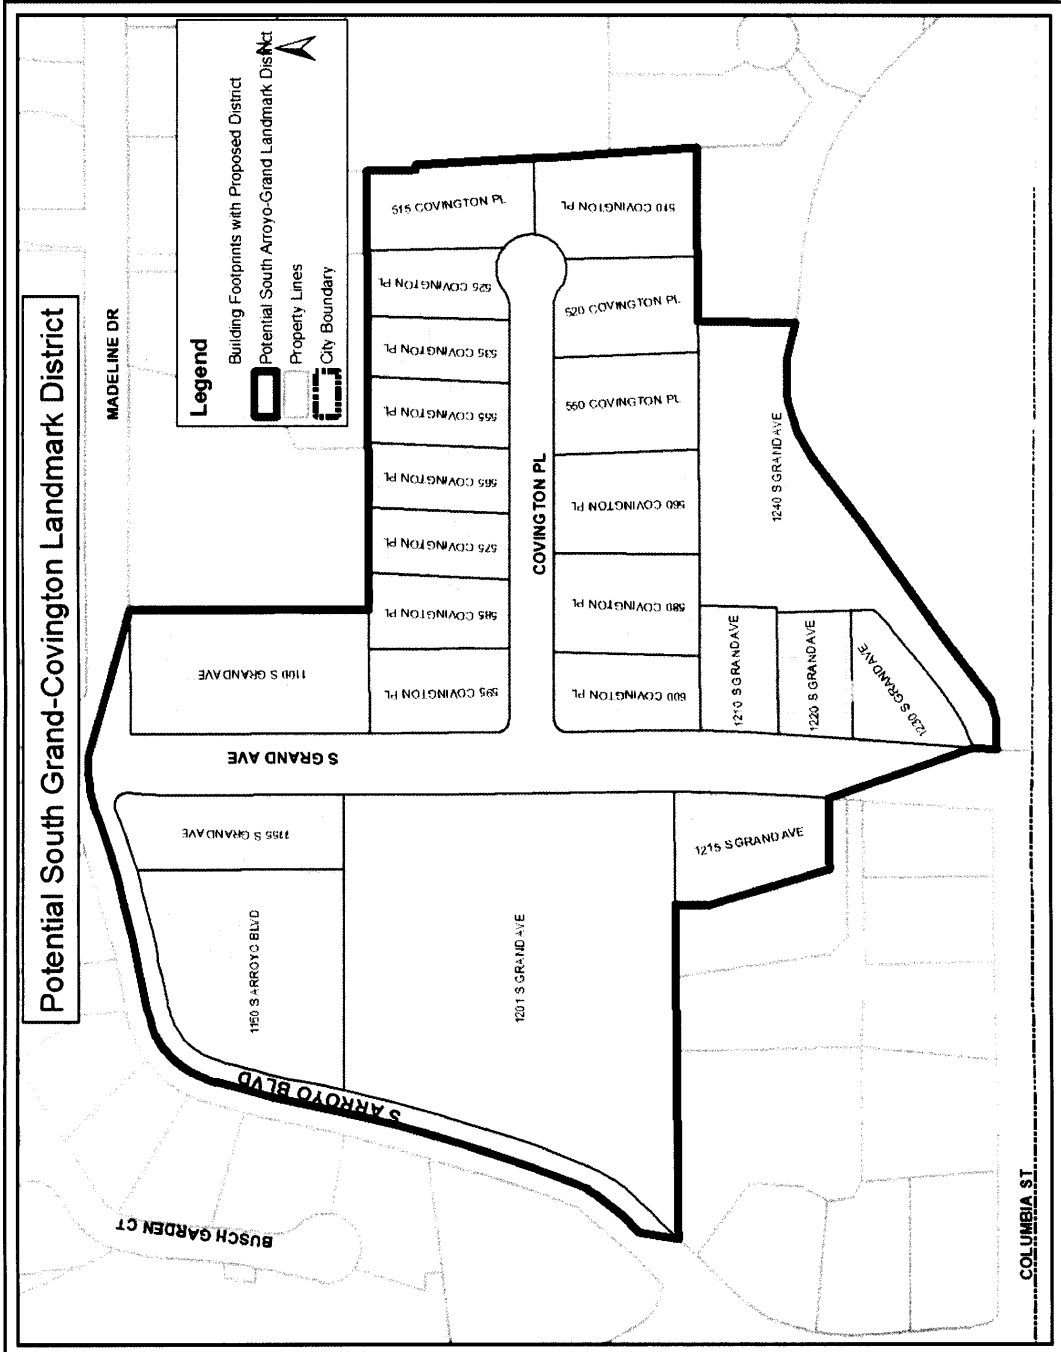 Potential South Grand-Covington Landmark District
MADELINE DR
Legend
Building Footprints with Proposed District
Potential South Arroyo-Grand Landmark District
N
Property Lines
City Boundary
BUSCH GARDEN CT
S ARROYO BLVD
1150 S ARROYO BLVD
1155 S GRAND AVE
S GRAND AVE
1100 S GRAND AVE
1201 S GRAND AVE
1215 S GRAND AVE
595 COVINGTON PL
585 COVINGTON PL
575 COVINGTON PL
565 COVINGTON PL
555 COVINGTON PL
535 COVINGTON PL
525 COVINGTON PL
515 COVINGTON PL
COVINGTON PL
600 COVINGTON PL
580 COVINGTON PL
560 COVINGTON PL
550 COVINGTON PL
520 COVINGTON PL
510 COVINGTON PL
1210 S GRAND AVE
1220 S GRAND AVE
1230 S GRAND AVE
1240 S GRAND AVE
COLUMBIA ST